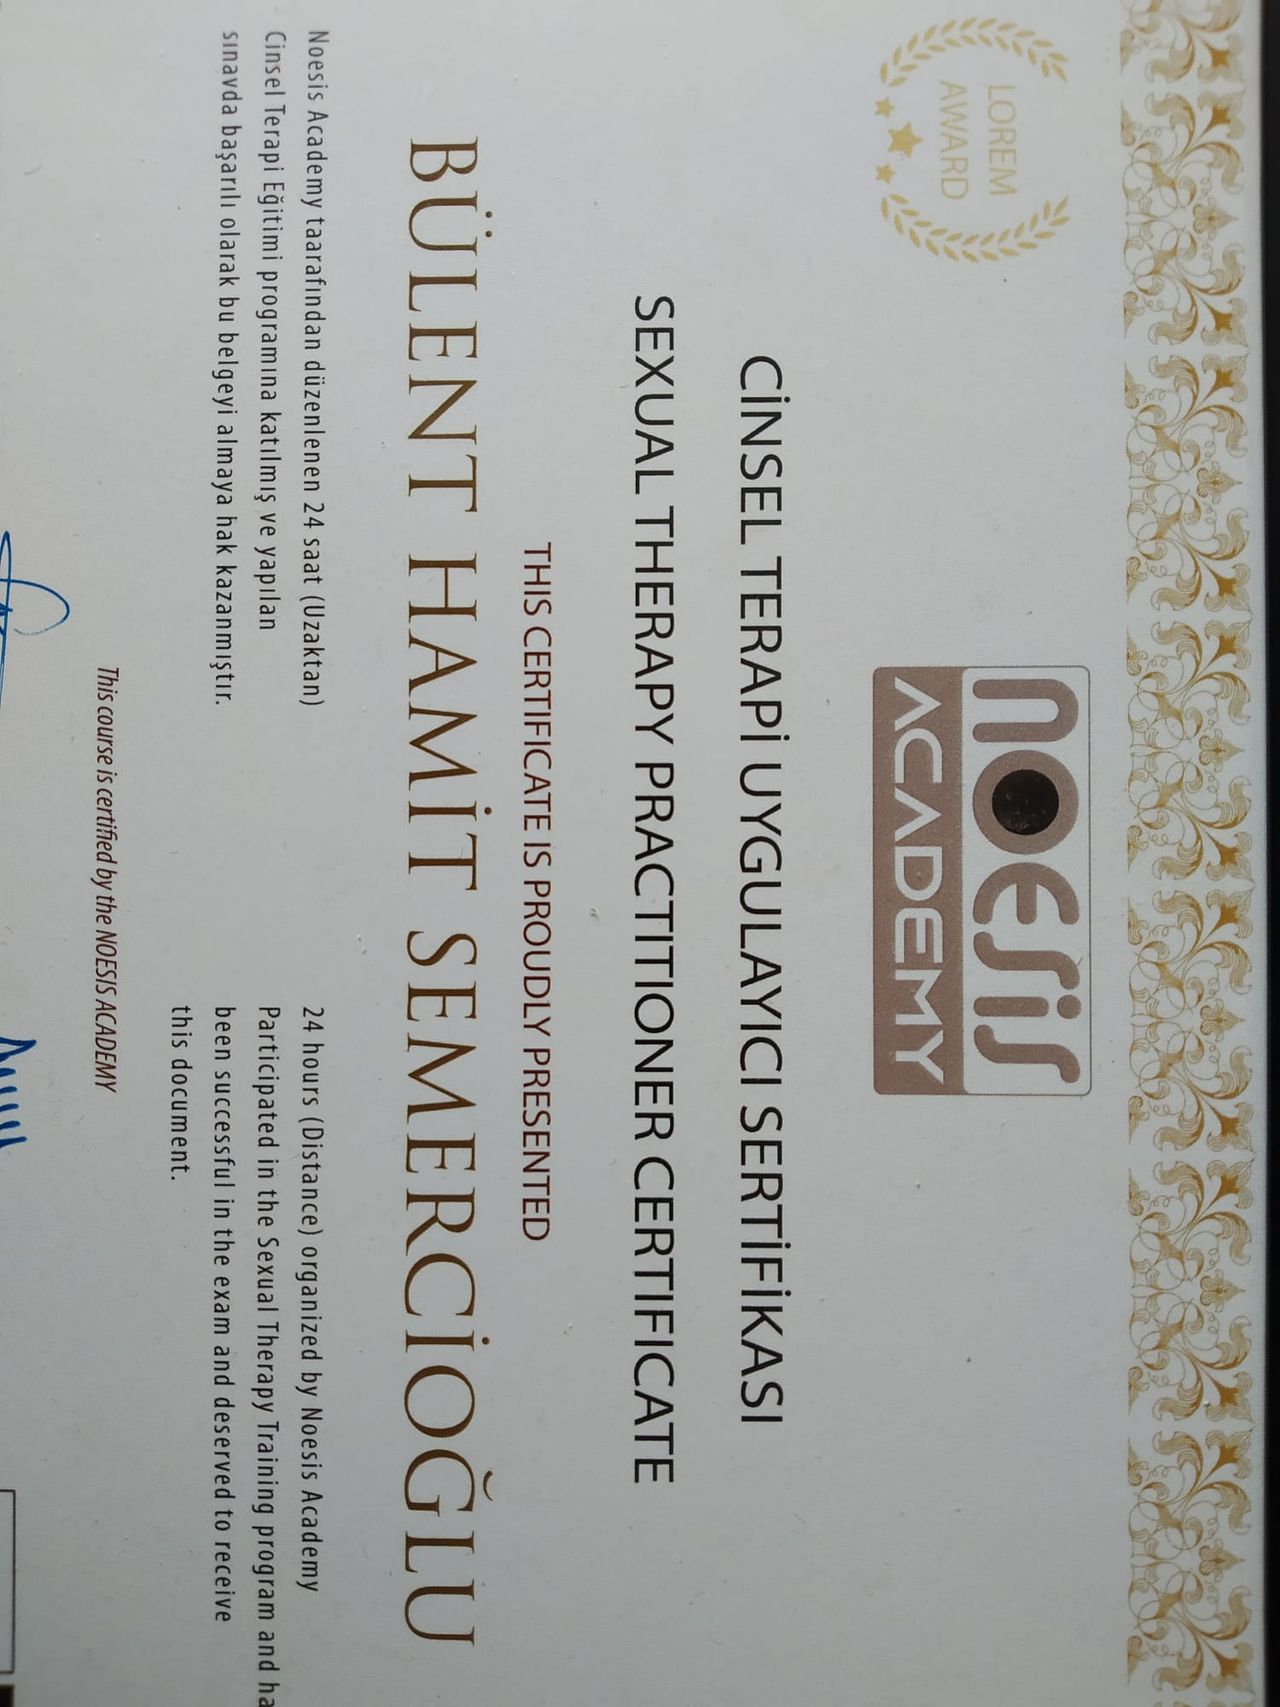 LOREM
AWARD
noesis
ACADEMY
CİNSEL TERAPİ UYGULAYICI SERTİFİKASI
SEXUAL THERAPY PRACTITIONER CERTIFICATE
THIS CERTIFICATE İS PROUDLY PRESENTED
BÜLENT HAMİT SEMERCİOĞLU
Noesis Academy taarafından düzenlenen 24 saat (Uzaktan)
Cinsel Terapi Eğitimi programına katılmış ve yapılan
sınavda başarılı olarak bu belgeyi almaya hak kazanmıştır.
24 hours (Distance) organized by Noesis Academy
Participated in the Sexual Therapy Training program and ha
been successful in the exam and deserved to receive
this document.
This course is certified by the NOESIS ACADEMY